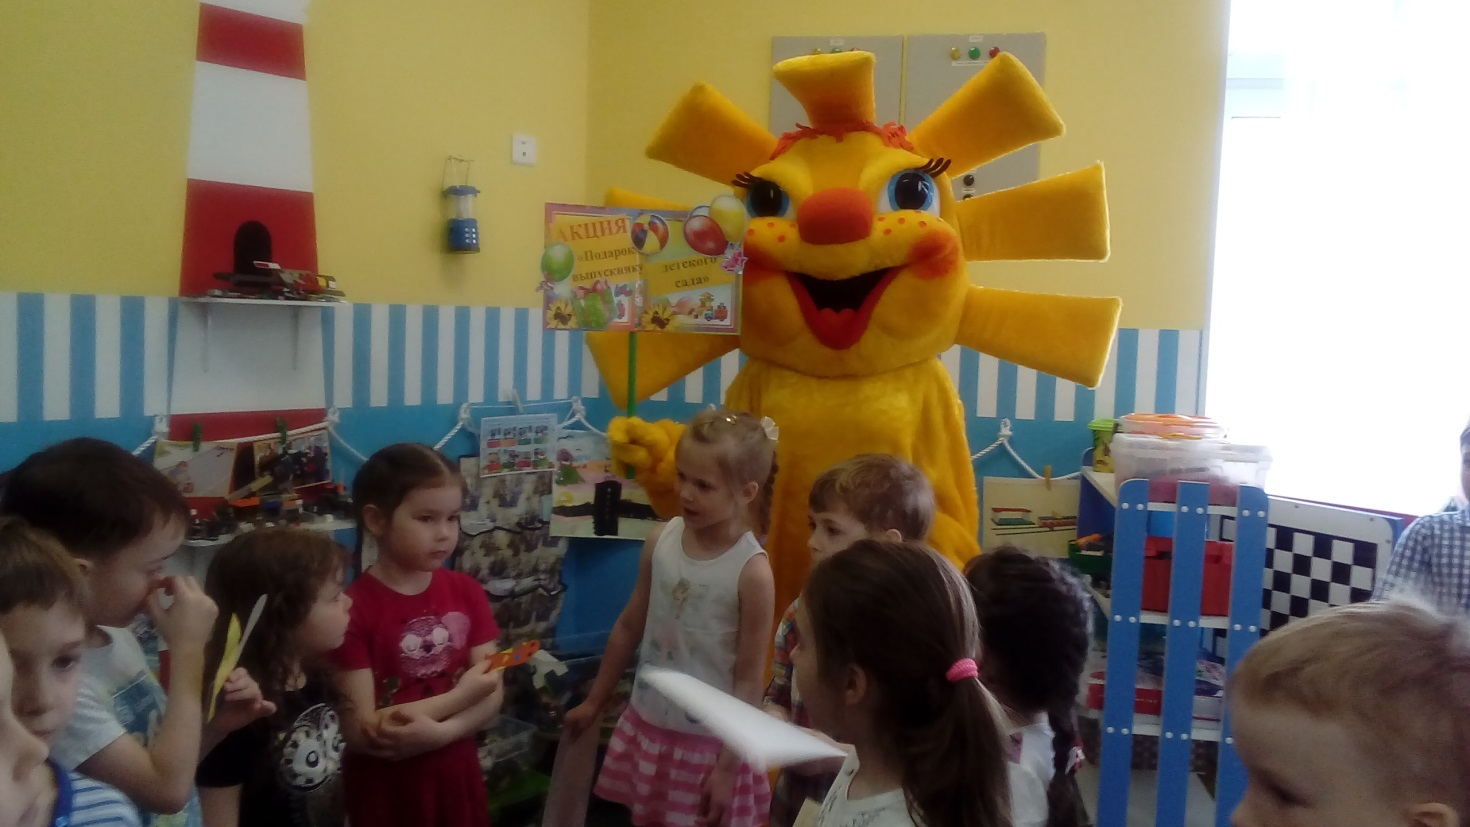 АКЦИЯ
«Подарок
выпускнику
детского
сада»